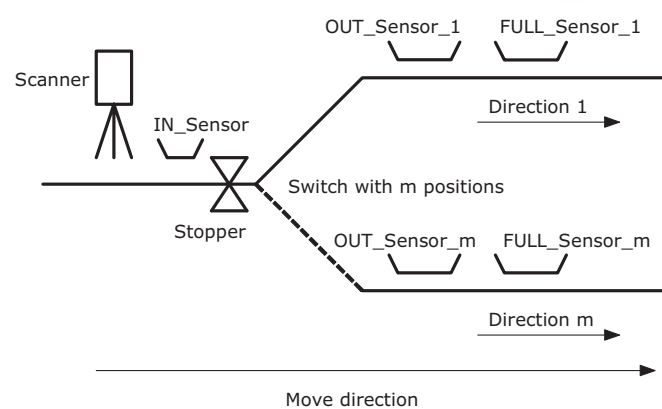 OUT_Sensor_1
FULL_Sensor_1
Scanner
Direction 1
IN_Sensor
Switch with m positions
Stopper
OUT_Sensor_m
FULL_Sensor_m
Direction m
Move direction